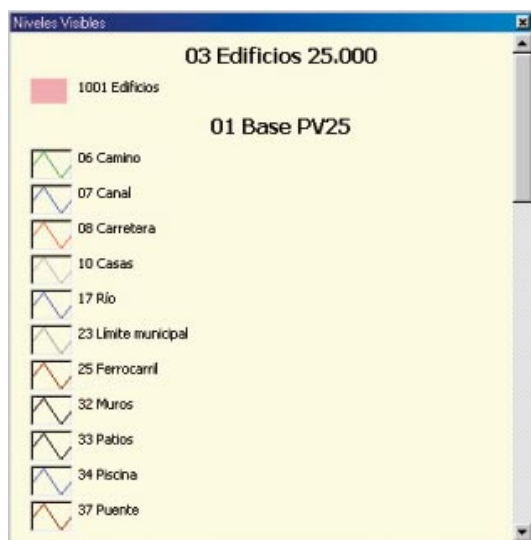 Niveles Visibles
03 Edificios 25.000
1001 Edificios
01 Base PV25
06 Camino
07 Canal
08 Carretera
10 Casas
17 Río
23 Límite municipal
25 Ferrocarril
32 Muros
33 Patios
34 Piscina
37 Puente